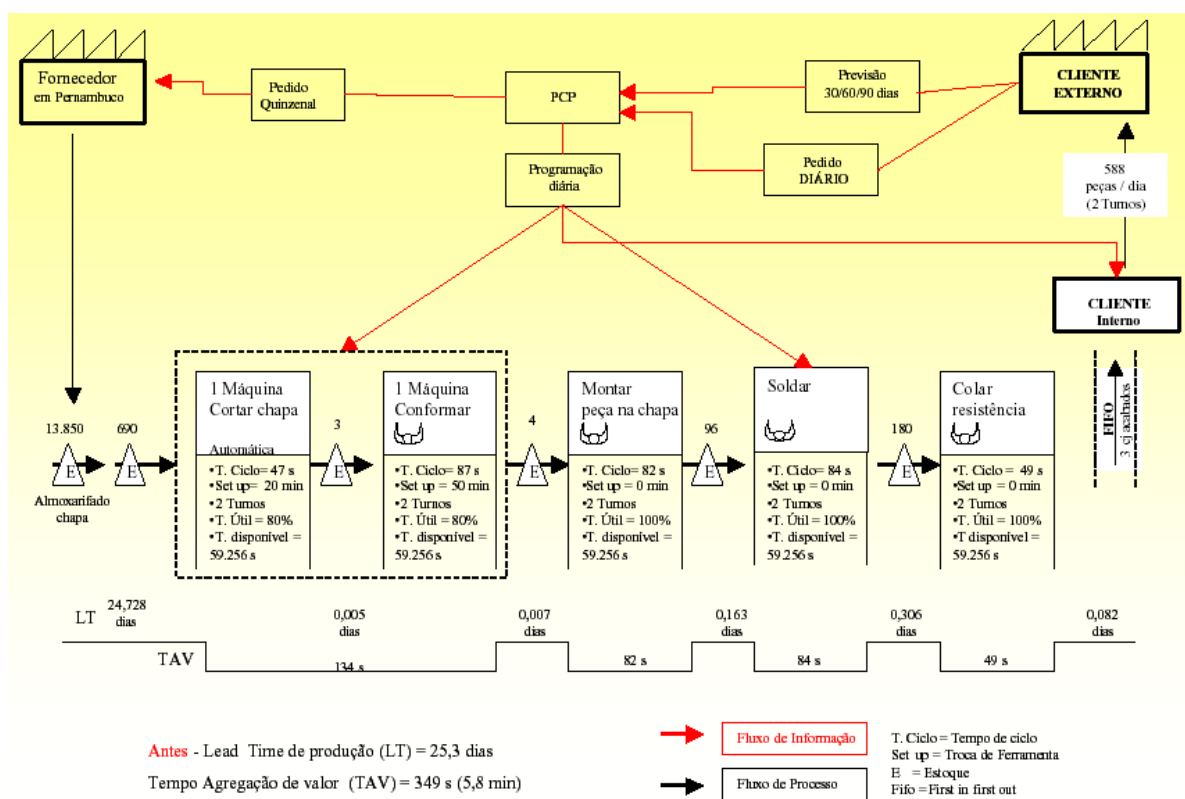 Fornecedor
em Pernambuco
Pedido
Quinzenal
PCP
Previsão
30/60/90 dias
CLIENTE
EXTERNO
Programação
diária
Pedido
DIÁRIO
588
peças / dia
(2 Turnos)
CLIENTE
Interno
FIFO
3 cj acabados
13.850
E
Almoxarifado
chapa
690
E
1 Máquina
Cortar chapa
Automática
•T. Ciclo= 47 s
•Set up= 20 min
•2 Turnos
•T. Útil = 80%
•T. disponível =
59.256 s
3
E
1 Máquina
Conformar
•T. Ciclo= 87 s
•Set up = 50 min
•2 Turnos
•T. Útil = 80%
•T. disponível =
59.256 s
4
E
Montar
peça na chapa
•T. Ciclo= 82 s
•Set up= 0 min
•2 Turnos
•T. Útil = 100%
•T. disponível =
59.256 s
96
E
Soldar
•T. Ciclo= 84 s
•Set up = 0 min
•2 Turnos
•T. Útil = 100%
•T. disponível =
59.256 s
180
E
Colar
resistência
•T. Ciclo = 49 s
•Set up = 0 min
•2 Turnos
•T. Útil = 100%
•T disponível =
59.256 s
LT
24,728
dias
0,005
dias
0,007
dias
0,163
dias
0,306
dias
0,082
dias
TAV
134 s
82 s
84 s
49 s
Antes - Lead Time de produção (LT) = 25,3 dias
Tempo Agregação de valor (TAV) = 349 s (5,8 min)
Fluxo de Informação
Fluxo de Processo
T. Ciclo = Tempo de ciclo
Set up = Troca de Ferramenta
E = Estoque
Fifo = First in first out